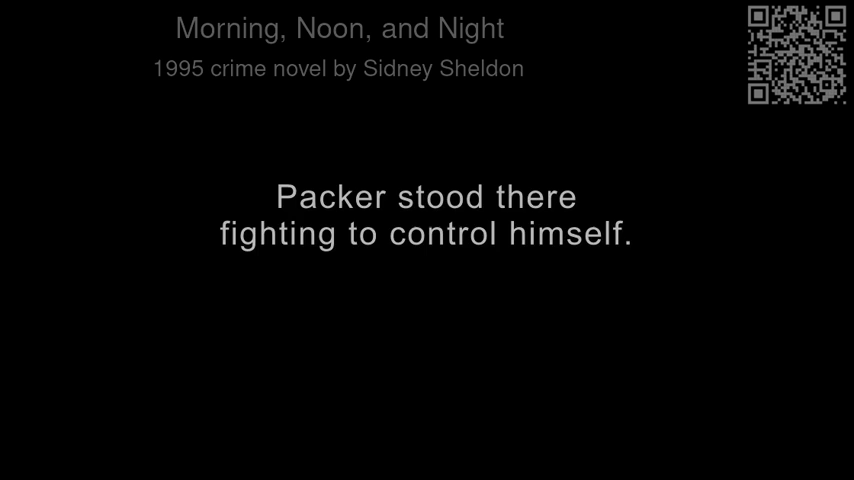 Morning, Noon, and Night
1995 crime novel by Sidney Sheldon
Packer stood there
fighting to control himself.